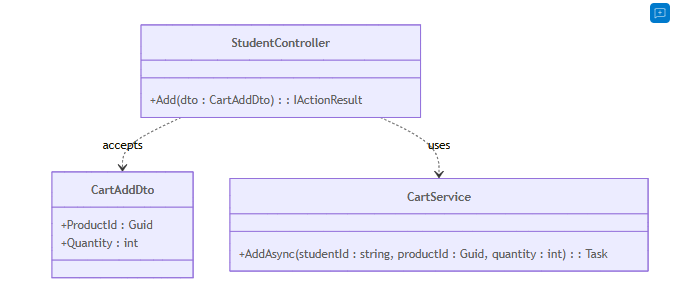 StudentController
+Add(dto : CartAddDto) : : IActionResult
accepts
uses
CartAddDto
+ProductId : Guid
+Quantity : int
CartService
+AddAsync(studentId : string, productId : Guid, quantity : int) : : Task